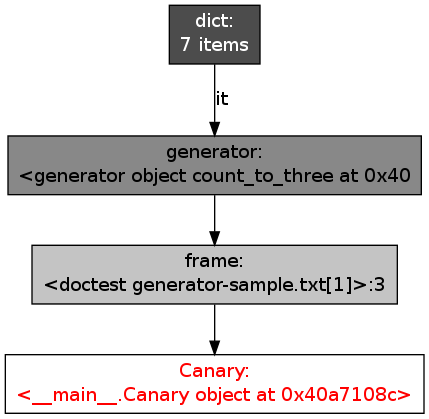 dict:
7 items
it
generator:
<generator object count_to_three at 0x40
frame:
<doctest generator-sample.txt[1]>:3
Canary:
<__main__.Canary object at 0x40a7108c>